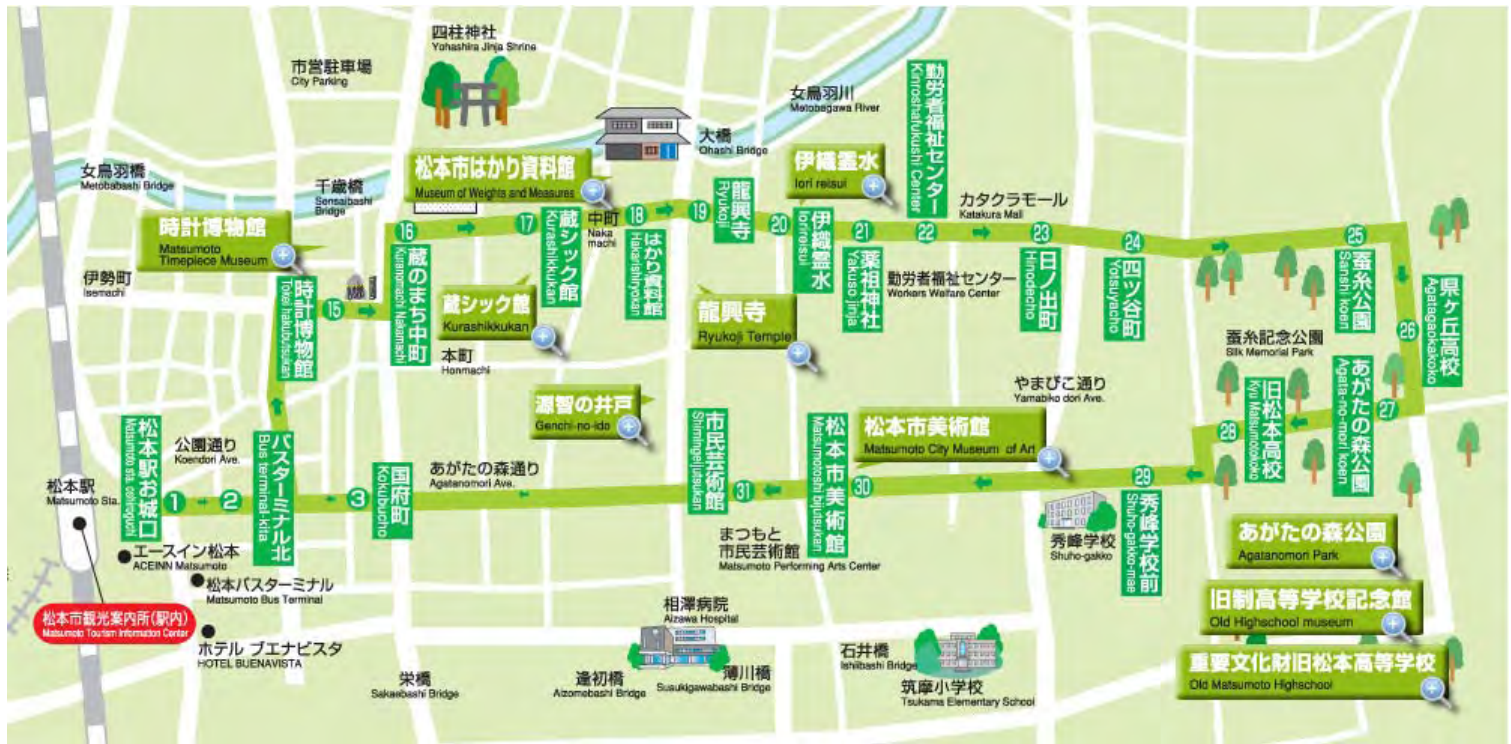 四柱神社
Yohashira Jinja Shrine
市営駐車場
City Parking
女鳥羽川
Metobagawa River
勤労者福祉センター
Kinroshafukushi Center
大橋
Ohashi Bridge
女鳥羽橋
Metobabashi Bridge
千歳橋
Sensaibashi
Bridge
松本市はかり資料館
Museum of Weights and Measures
伊織霊水
Iori reisui
時計博物館
Matsumoto
Timepiece Museum
伊勢町
Isemachi
時計博物館
Tokei hakubutsukan
15
16
蔵のまち中町
Kuranomachi Nakamachi
17
蔵シック館
Kurashikkukan
中町
Naka
machi
18
はかり資料館
Hakarishiryokan
19
龍興寺
Ryukoji
20
伊織霊水
Iorireisui
21
薬祖神社
Yakuso jinja
22
勤労者福祉センター
Workers Welfare Center
カタクラモール
Katakura Mall
23
日ノ出町
Hinodecho
24
四ツ谷町
Yotsuyacho
25
蚕糸公園
Sanshi koen
26
県ヶ丘高校
Agatagaokakoko
蔵シック館
Kurashikkukan
龍興寺
Ryukoji Temple
本町
Honmachi
蚕糸記念公園
Silk Memorial Park
やまびこ通り
Yamabiko dori Ave.
27
あがたの森公園
Agata-no-mori koen
28
旧松本高校
Kyu Matsumotokoko
源智の井戸
Genchi-no-ido
松本市美術館
Matsumoto City Museum of Art
松本駅
Matsumoto Sta.
松本駅お城口
Matsumoto sta. oshiroguchi
公園通り
Koendori Ave.
1
2
バスターミナル北
Bus terminal-kita
3
国府町
Kokubucho
あがたの森通り
Agatanomori Ave.
市民芸術館
Shimingeijutsukan
31
松本市美術館
Matsumotoshi bijutsukan
30
29
秀峰学校前
Shuho-gakko-mae
秀峰学校
Shuho-gakko
まつもと
市民芸術館
Matsumoto Performing Arts Center
エースイン松本
ACEINN Matsumoto
松本バスターミナル
Matsumoto Bus Terminal
松本市観光案内所(駅内)
Matsumoto Tourism Information Center
ホテル ブエナビスタ
HOTEL BUENAVISTA
あがたの森公園
Agatanomori Park
旧制高等学校記念館
Old Highschool museum
重要文化財旧松本高等学校
Old Matsumoto Highschool
相澤病院
Aizawa Hospital
栄橋
Sakaebashi Bridge
逢初橋
Aizomebashi Bridge
薄川橋
Susukigawabashi Bridge
石井橋
Ishiibashi Bridge
筑摩小学校
Tsukama Elementary School